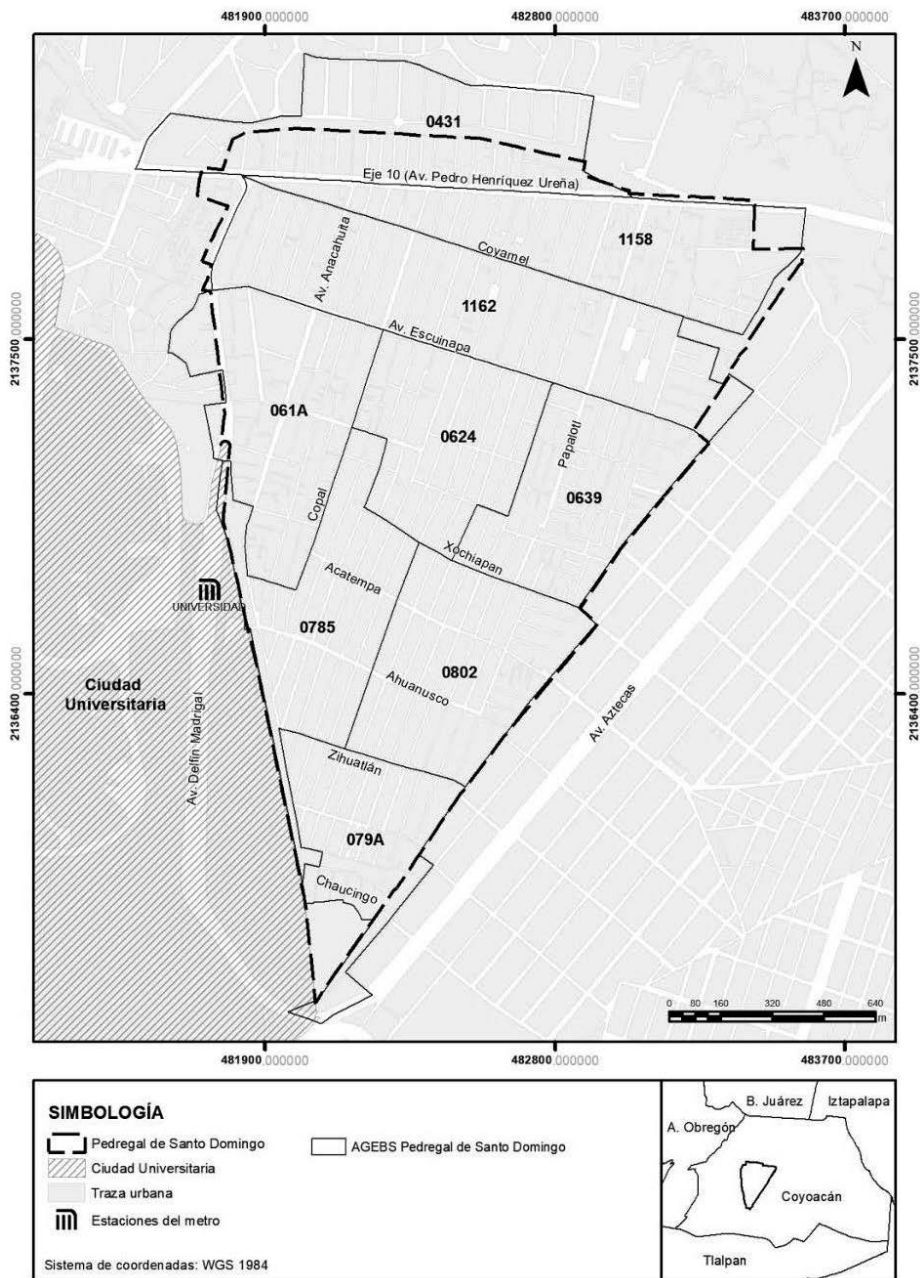 481900.000000
482800.000000
483700.000000
N
0431
Eje 10 (Av. Pedro Henríquez Ureña)
1158
Coyamel
Av. Anacahuita
1162
2137500.000000
2137500.000000
Av. Escuinapa
061A
0624
Papalotl
0639
Copal
Xochiapan
Acatempa
UNIVERSIDAD
0785
0802
Ciudad
Universitaria
Ahuanusco
2136400.000000
2136400.000000
Av. Delfín Madrigal
Av. Aztecas
Zihuatlán
079A
Chaucingo
0 80 160 320 480 640
m
481900.000000
482800.000000
483700.000000
SIMBOLOGÍA
Pedregal de Santo Domingo
AGEBS Pedregal de Santo Domingo
Ciudad Universitaria
Traza urbana
Estaciones del metro
Sistema de coordenadas: WGS 1984
B. Juárez
Iztapalapa
A. Obregón
Coyoacán
Tlalpan